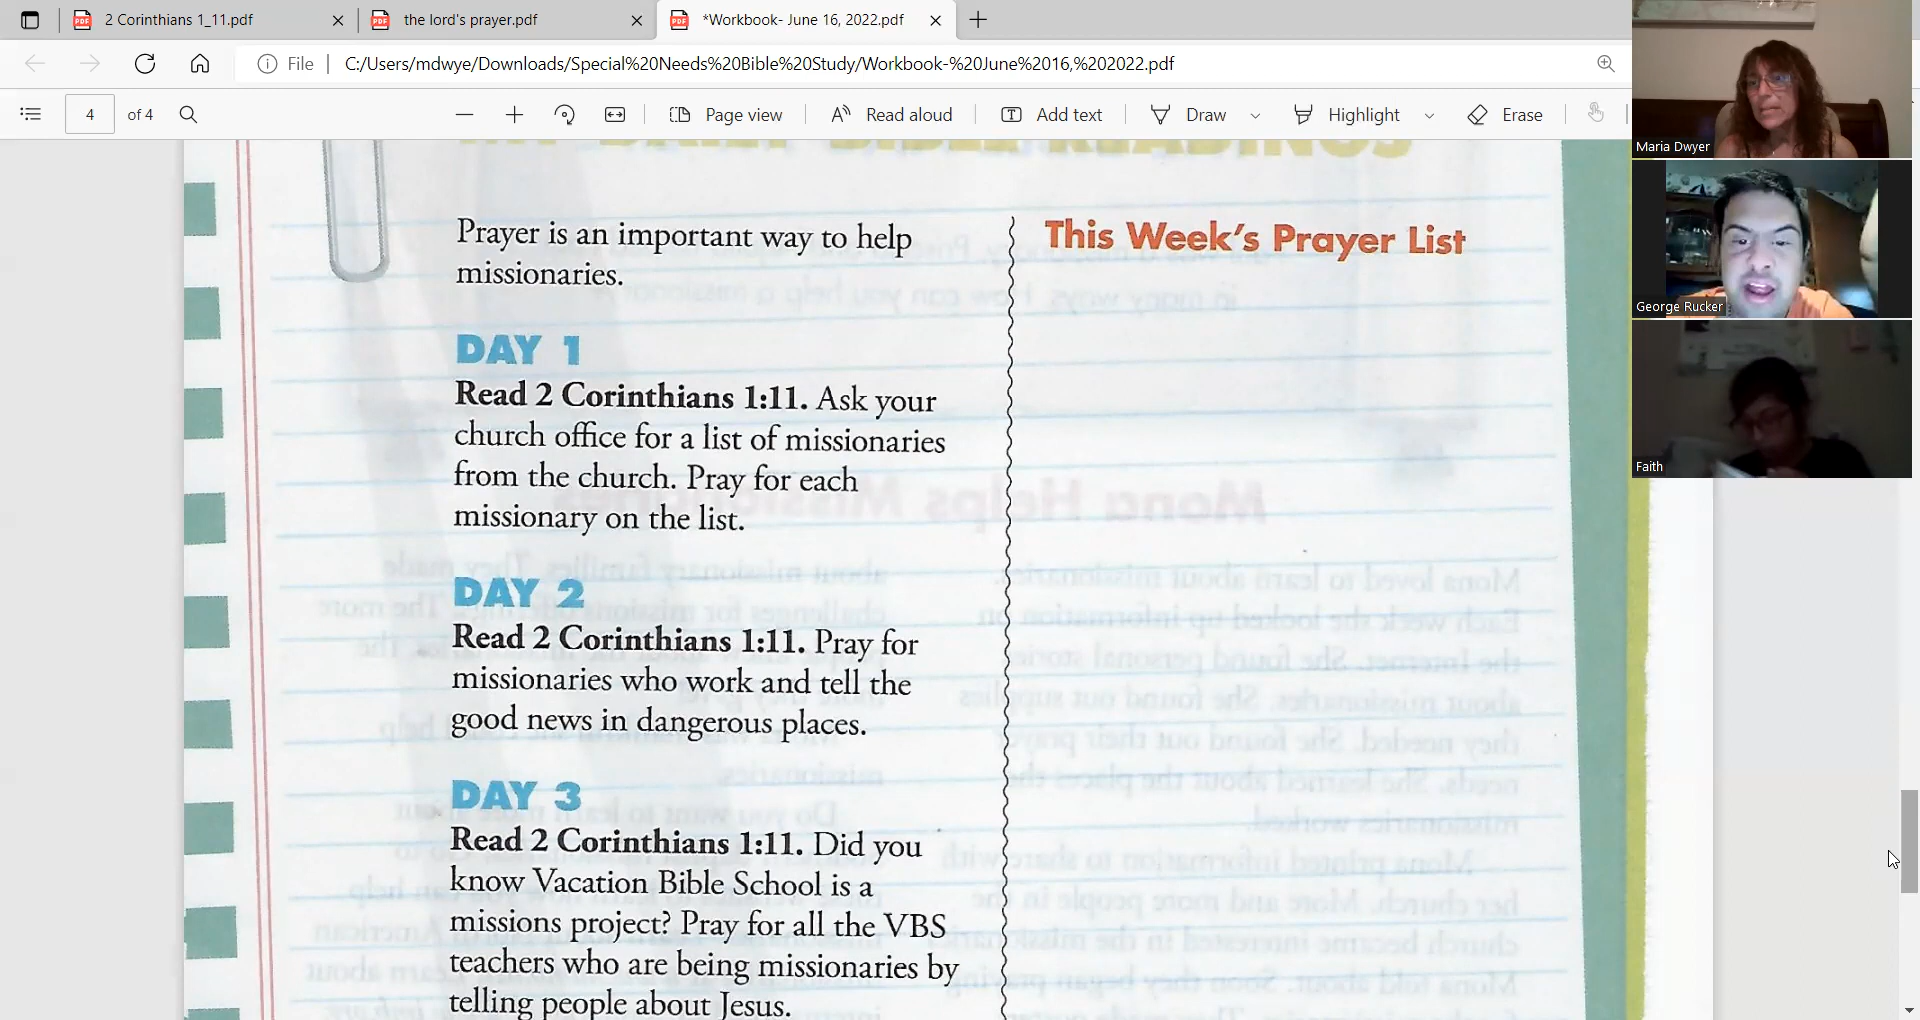 2 Corinthians 1_11.pdf
the lord's prayer.pdf
*Workbook- June 16, 2022.pdf
File
C:/Users/mdwye/Downloads/Special%20Needs%20Bible%20Study/Workbook-%20June%2016,%202022.pdf
4 of 4
Page view
Read aloud
Add text
Draw
Highlight
Erase
Maria Dwyer
George Rucker
Faith
MY DAILY BIBLE READINGS
Prayer is an important way to help
missionaries.
DAY 1
Read 2 Corinthians 1:11. Ask your
church office for a list of missionaries
from the church. Pray for each
missionary on the list.
DAY 2
Read 2 Corinthians 1:11. Pray for
missionaries who work and tell the
good news in dangerous places.
DAY 3
Read 2 Corinthians 1:11. Did you
know Vacation Bible School is a
missions project? Pray for all the VBS
teachers who are being missionaries by
telling people about Jesus.
This Week's Prayer List